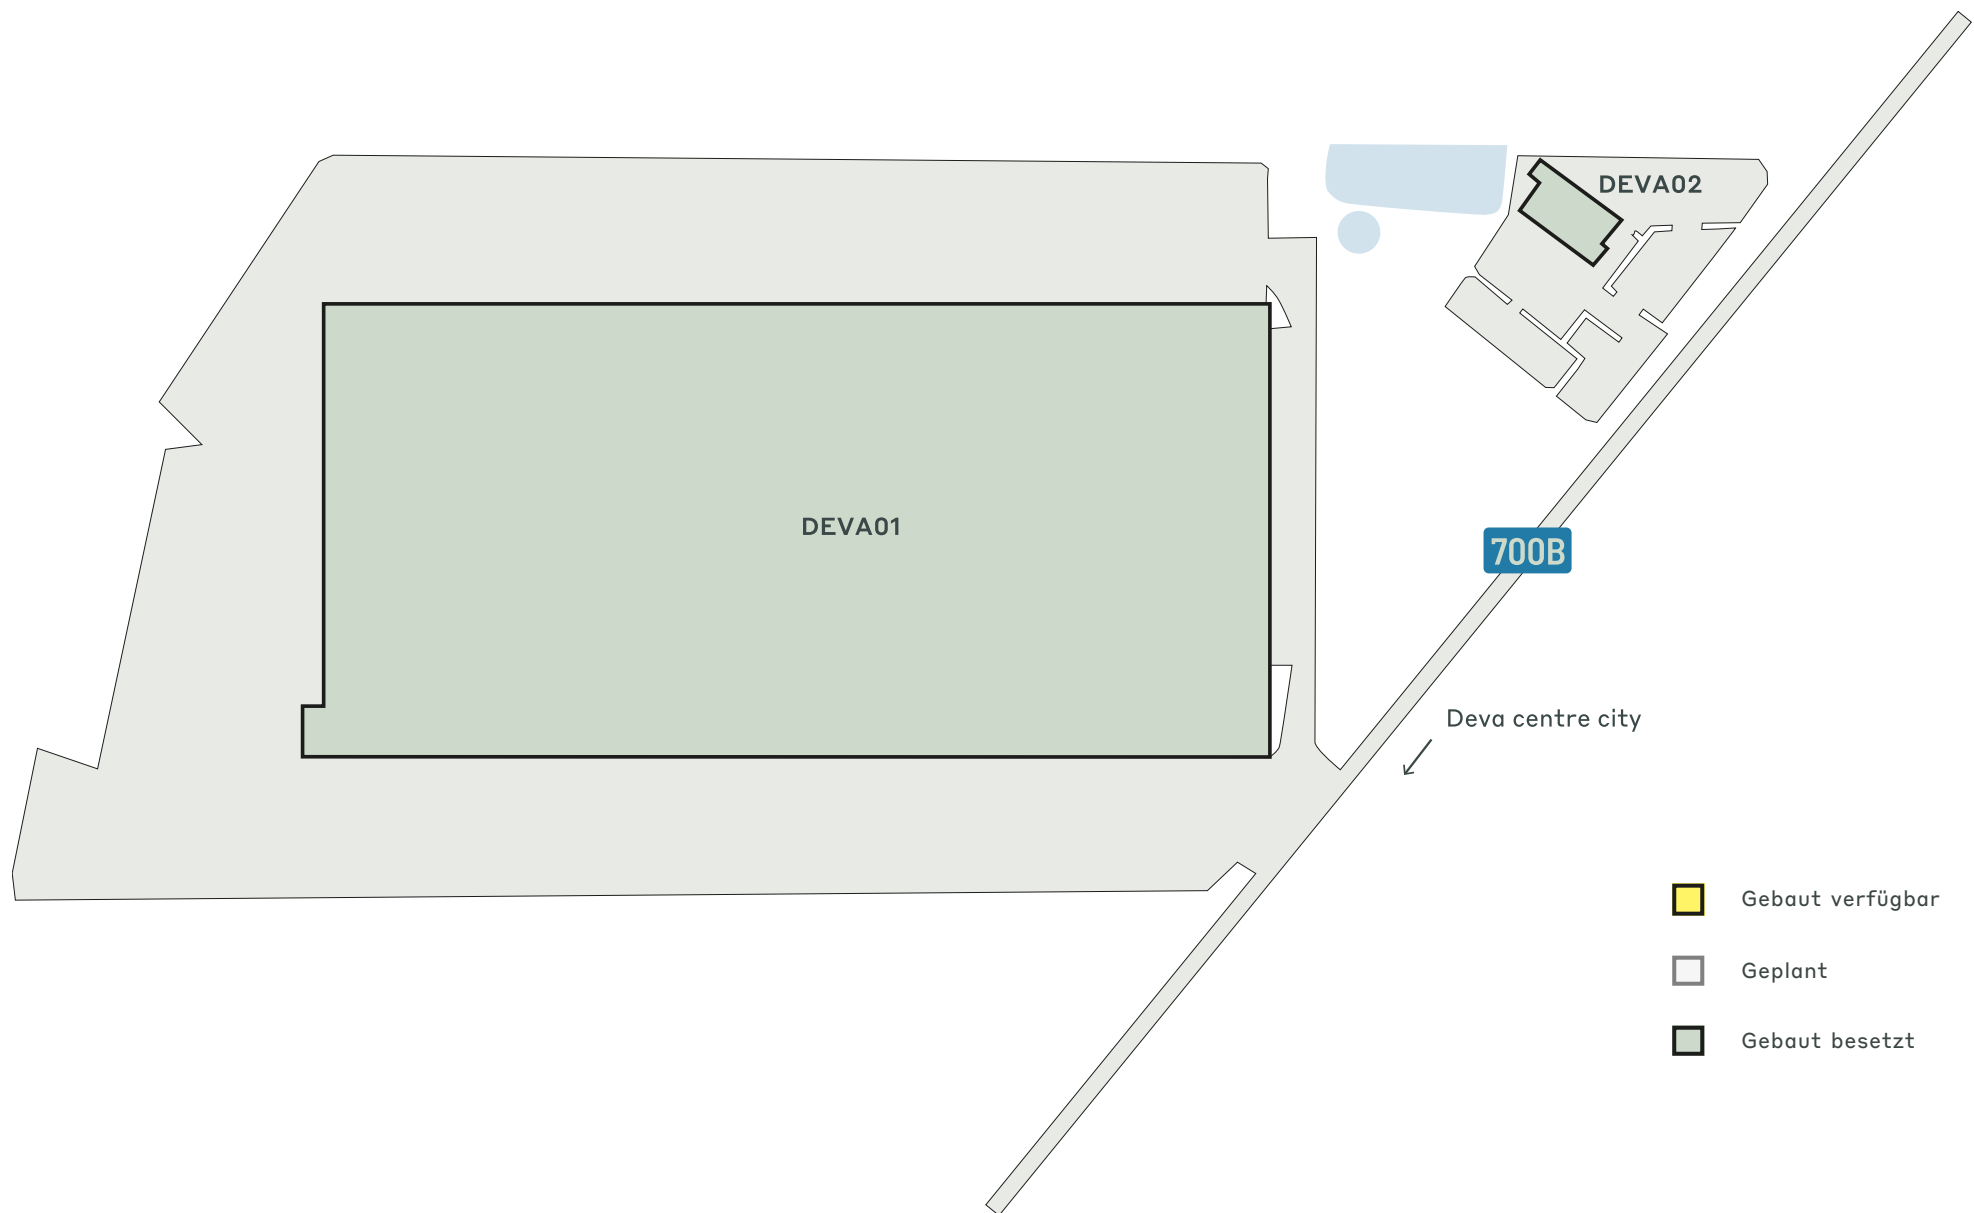 DEVA02
DEVA01
700B
Deva centre city
Gebaut verfügbar
Geplant
Gebaut besetzt